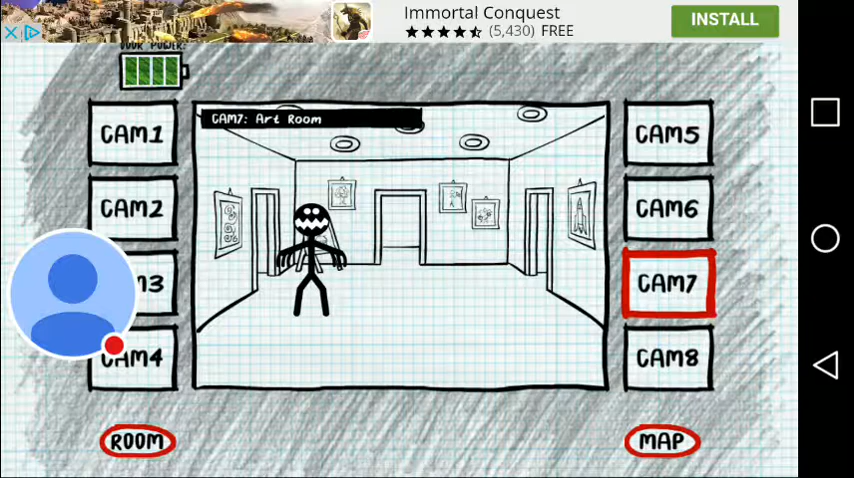 Immortal Conquest
(5,430) FREE
INSTALL
DOOR POWER:
CAM1
CAM7: Art Room
CAM5
CAM2
CAM6
M3
CAM7
CAM4
CAM8
ROOM
MAP